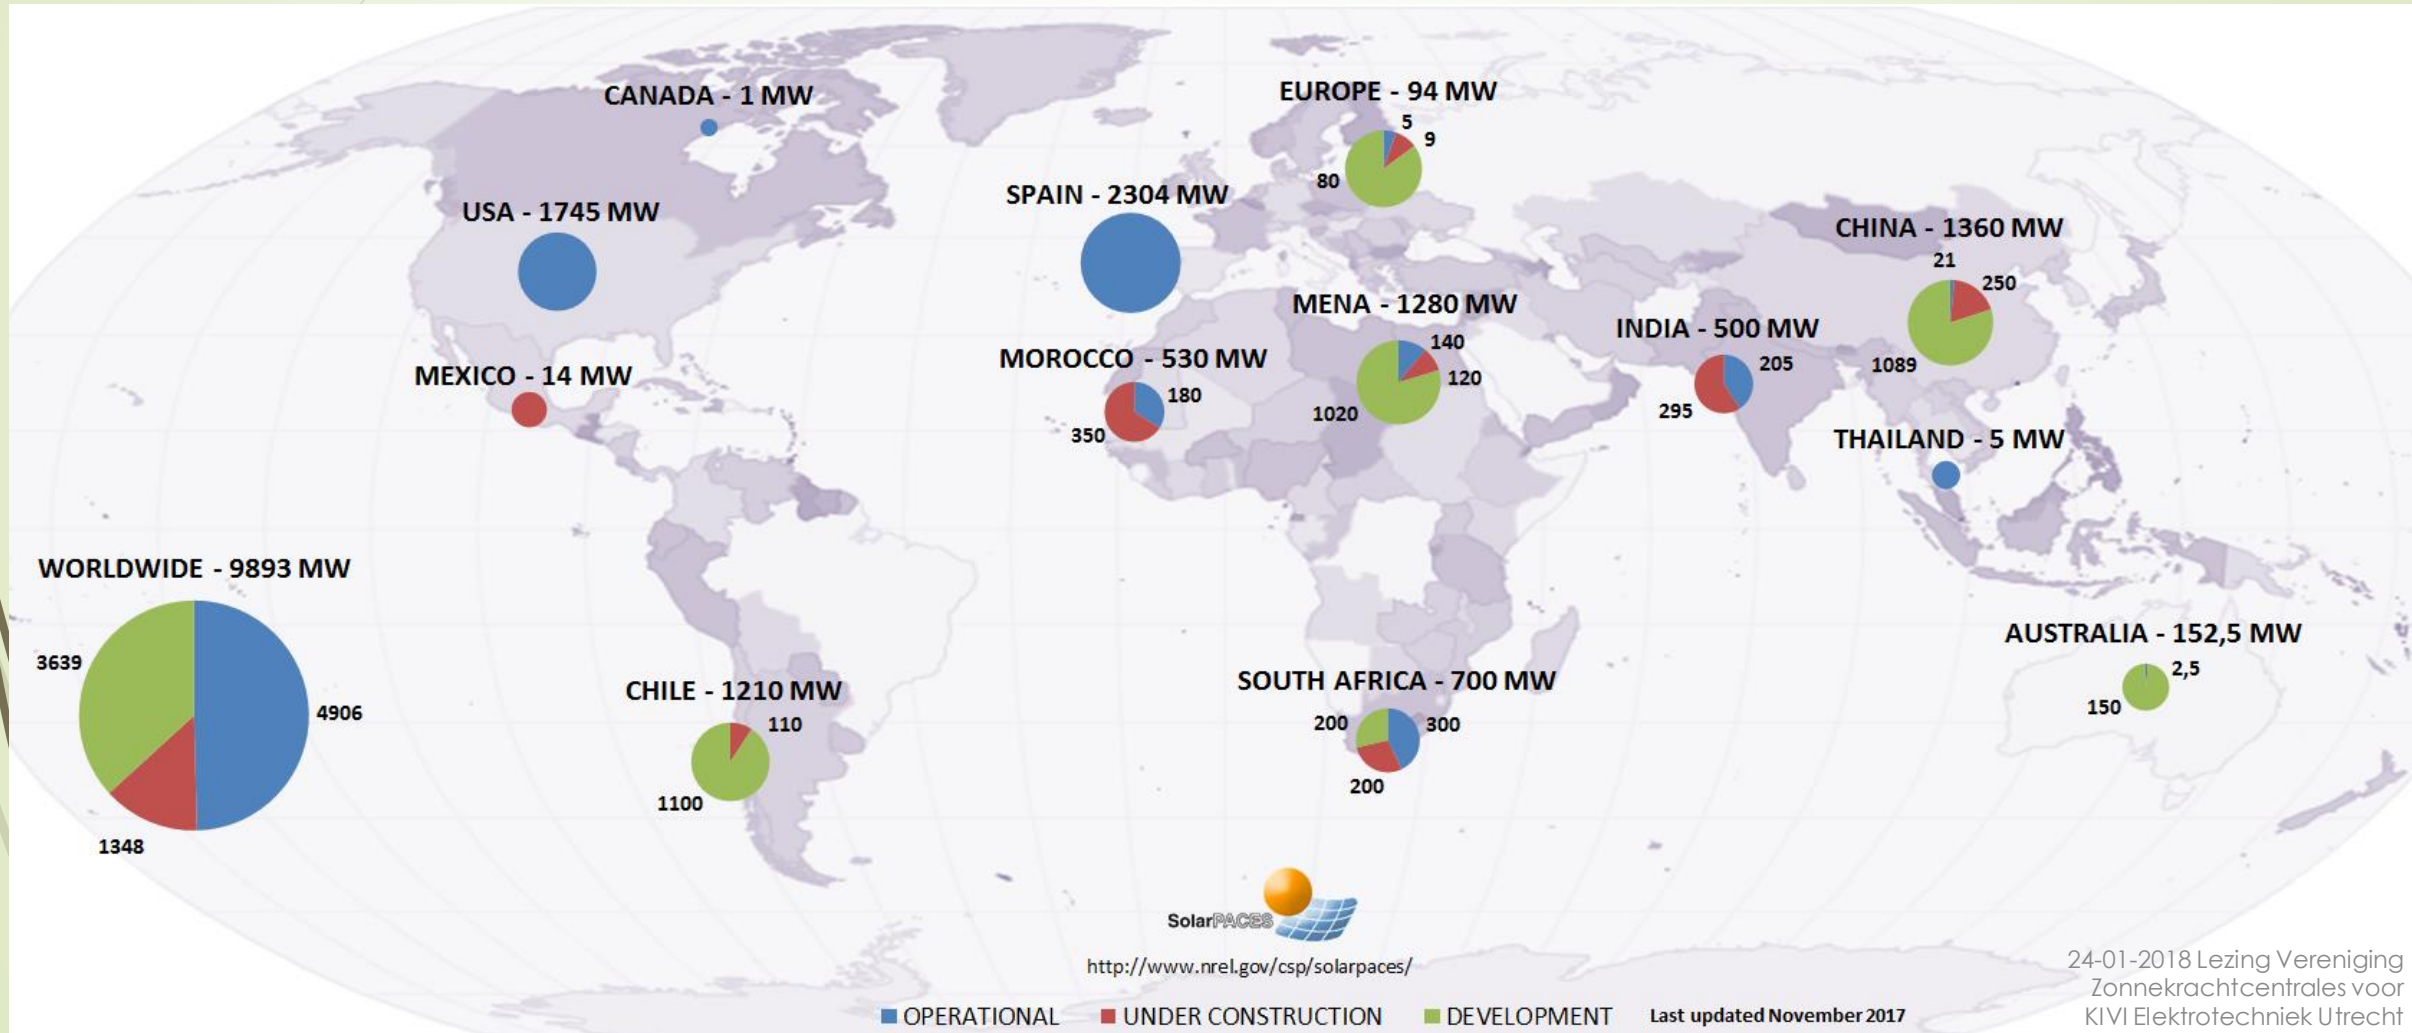 CANADA - 1 MW
EUROPE - 94 MW
5
9
80
USA - 1745 MW
SPAIN - 2304 MW
CHINA - 1360 MW
21
250
1089
MENA - 1280 MW
140
120
1020
INDIA - 500 MW
205
295
MOROCCO - 530 MW
180
350
MEXICO - 14 MW
THAILAND - 5 MW
WORLDWIDE - 9893 MW
3639
4906
1348
CHILE - 1210 MW
110
1100
SOUTH AFRICA - 700 MW
200
300
200
AUSTRALIA - 152,5 MW
2,5
150
SolarPACES
http://www.nrel.gov/csp/solarpaces/
OPERATIONAL UNDER CONSTRUCTION DEVELOPMENT Last updated November 2017
24-01-2018 Lezing Vereniging
Zonnekrachtcentrales voor
KIVI Elektrotechniek Utrecht